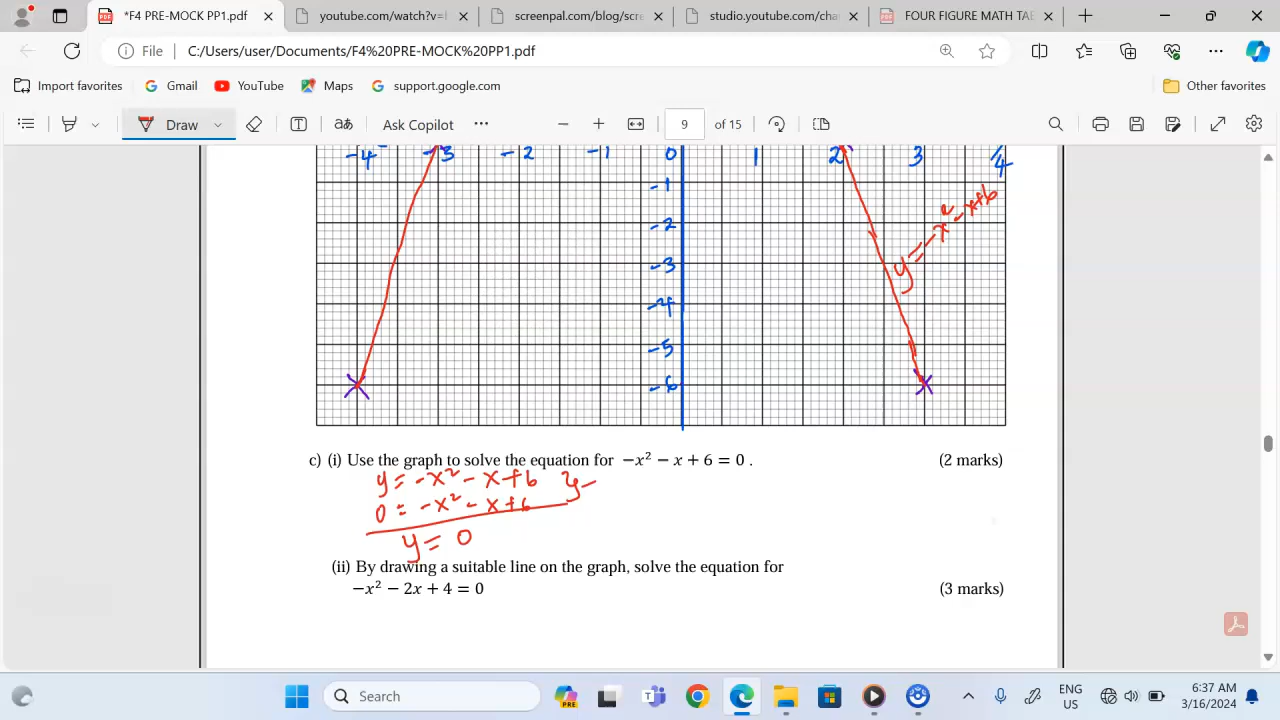 *F4 PRE-MOCK PP1.pdf
youtube.com/watch?v=
screenpal.com/blog/scre
studio.youtube.com/cha
FOUR FIGURE MATH TAB
File C:/Users/user/Documents/F4%20PRE-MOCK%20PP1.pdf
Import favorites Gmail YouTube Maps support.google.com Other favorites
Draw aあ Ask Copilot 9 of 15
-4 -3 -2 -1 0 1 2 3 4
-1
-2
-3
-4
-5
-6
y = -x² - x+6
c) (i) Use the graph to solve the equation for −x² − x + 6 = 0 . (2 marks)
y = -x² - x+6 y-
0 = -x² - x+6
y = 0
(ii) By drawing a suitable line on the graph, solve the equation for
−x² − 2x + 4 = 0 (3 marks)
Search PRE ENG US 6:37 AM 3/16/2024